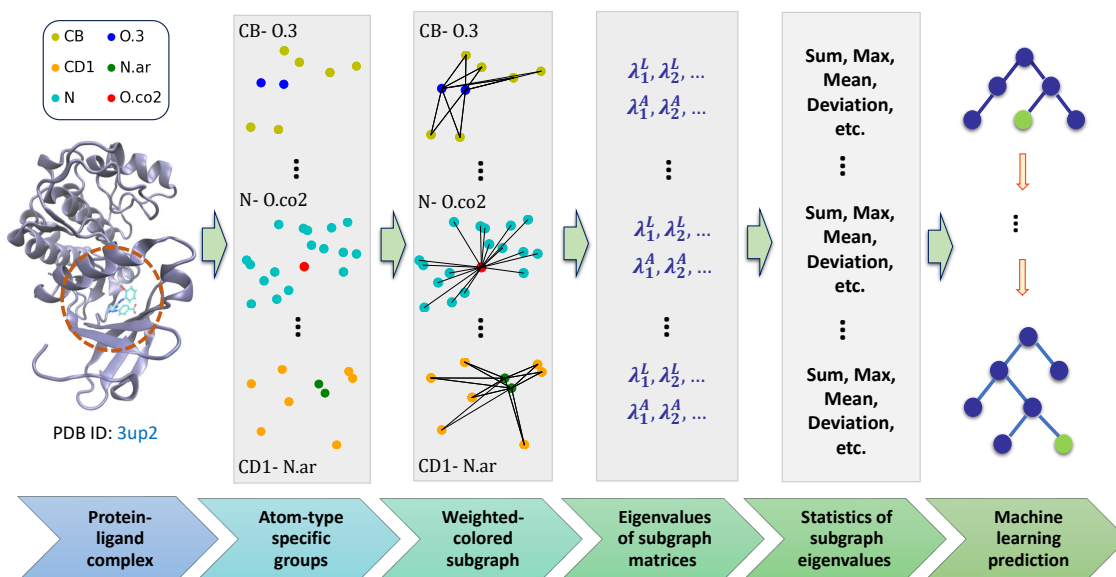 CB
O.3
CD1
N.ar
N
O.co2
PDB ID: 3up2
CB- O.3
N- O.co2
CD1- N.ar
CB- O.3
N- O.co2
CD1- N.ar
λ₁ᴸ, λ₂ᴸ, ...
λ₁ᴬ, λ₂ᴬ, ...
λ₁ᴸ, λ₂ᴸ, ...
λ₁ᴬ, λ₂ᴬ, ...
λ₁ᴸ, λ₂ᴸ, ...
λ₁ᴬ, λ₂ᴬ, ...
Sum, Max,
Mean,
Deviation,
etc.
Sum, Max,
Mean,
Deviation,
etc.
Sum, Max,
Mean,
Deviation,
etc.
Protein-
ligand
complex
Atom-type
specific
groups
Weighted-
colored
subgraph
Eigenvalues
of subgraph
matrices
Statistics of
subgraph
eigenvalues
Machine
learning
prediction